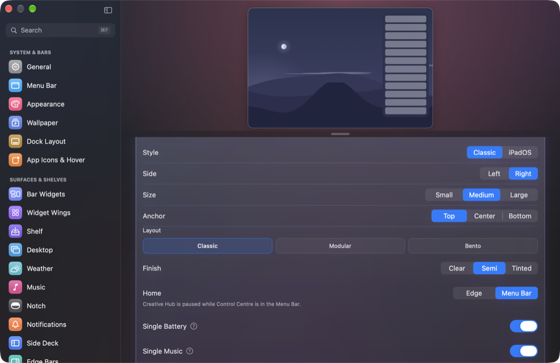 Search
⌘F
SYSTEM & BARS
General
Menu Bar
Appearance
Wallpaper
Dock Layout
App Icons & Hover
SURFACES & SHELVES
Bar Widgets
Widget Wings
Shelf
Desktop
Weather
Music
Notch
Notifications
Side Deck
Edge Bars
Style Classic iPadOS
Side Left Right
Size Small Medium Large
Anchor Top Center Bottom
Layout
Classic Modular Bento
Finish Clear Semi Tinted
Home Edge Menu Bar
Creative Hub is paused while Control Centre is in the Menu Bar.
Single Battery ?
Single Music ?